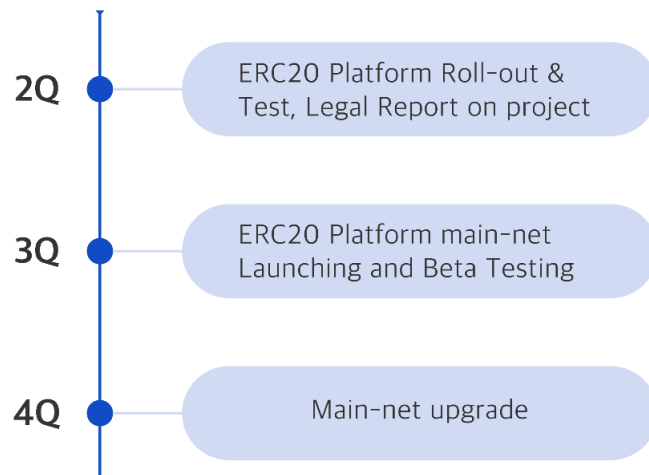 2Q
ERC20 Platform Roll-out &
Test, Legal Report on project
3Q
ERC20 Platform main-net
Launching and Beta Testing
4Q
Main-net upgrade